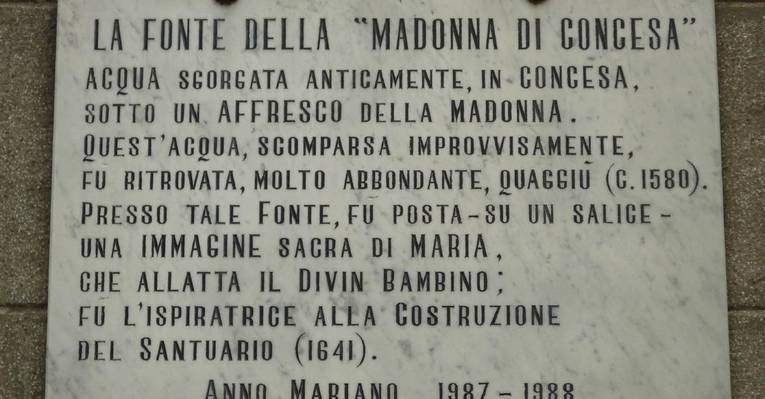 LA FONTE DELLA "MADONNA DI CONCESA"
ACQUA SGORGATA ANTICAMENTE, IN CONCESA,
SOTTO UN AFFRESCO DELLA MADONNA.
QUEST'ACQUA, SCOMPARSA IMPROVVISAMENTE,
FU RITROVATA, MOLTO ABBONDANTE, QUAGGIÙ (C. 1580).
PRESSO TALE FONTE, FU POSTA-SU UN SALICE-
UNA IMMAGINE SACRA DI MARIA,
CHE ALLATTA IL DIVIN BAMBINO;
FU L'ISPIRATRICE ALLA COSTRUZIONE
DEL SANTUARIO (1641).
ANNO MARIANO 1987-1988